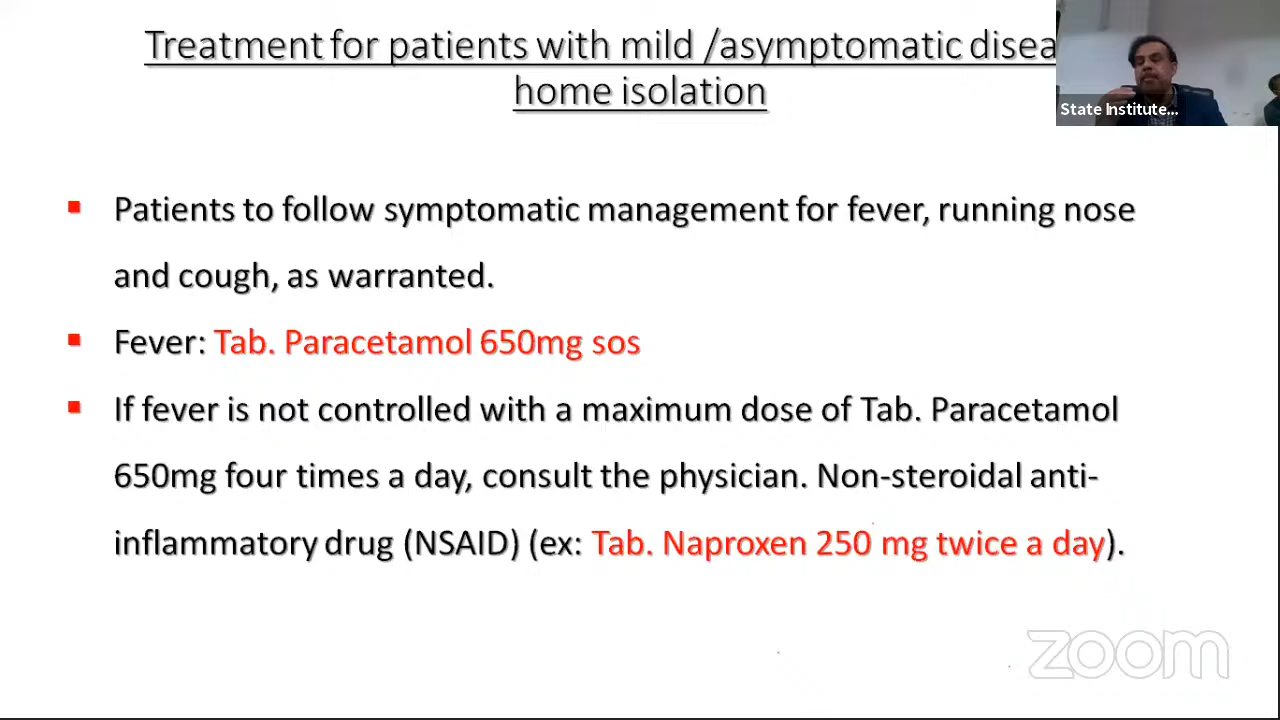 Treatment for patients with mild /asymptomatic disea
home isolation
State Institute...
▪ Patients to follow symptomatic management for fever, running nose
and cough, as warranted.
▪ Fever: Tab. Paracetamol 650mg sos
▪ If fever is not controlled with a maximum dose of Tab. Paracetamol
650mg four times a day, consult the physician. Non-steroidal anti-
inflammatory drug (NSAID) (ex: Tab. Naproxen 250 mg twice a day).
zoom